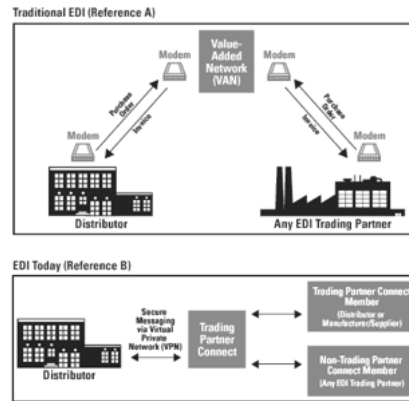 Traditional EDI (Reference A)
Modem
Value-
Added
Network
(VAN)
Modem
Purchase
Order
Invoice
Purchase
Order
Invoice
Modem
Modem
Distributor
Any EDI Trading Partner
EDI Today (Reference B)
Secure
Messaging
via Virtual
Private
Network (VPN)
Trading
Partner
Connect
Trading Partner Connect
Member
(Distributor or
Manufacturer/Supplier)
Non-Trading Partner
Connect Member
(Any EDI Trading Partner)
Distributor